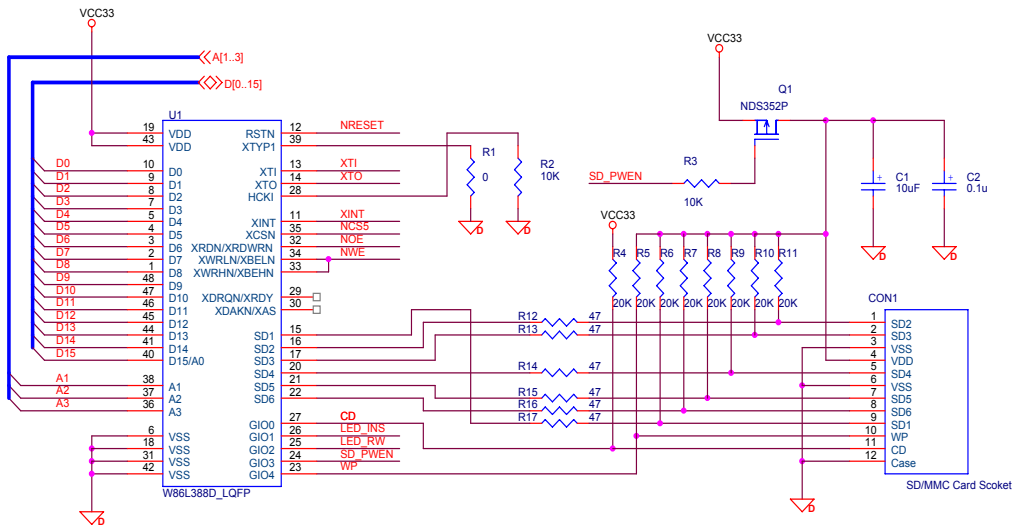 VCC33
A[1..3]
D[0..15]
U1
19 VDD RSTN 12 NRESET
43 VDD XTYP1 39
D0 10 D0 XTI 13 XTI
D1 9 D1 XTO 14 XTO
D2 8 D2 HCKI 28
D3 7 D3
D4 5 D4 XINT 11 XINT
D5 4 D5 XCSN 35 NCS5
D6 3 D6 XRDN/XRDWRN 32 NOE
D7 2 D7 XWRLN/XBELN 34 NWE
D8 1 D8 XWRHN/XBEHN 33
D9 48 D9
D10 47 D10 XDRQN/XRDY 29
D11 46 D11 XDAKN/XAS 30
D12 45 D12
D13 44 D13 SD1 15
D14 41 D14 SD2 16
D15 40 D15/A0 SD3 17
SD4 20
A1 38 A1 SD5 21
A2 37 A2 SD6 22
A3 36 A3
GIO0 27 CD
6 VSS GIO1 26 LED_INS
18 VSS GIO2 25 LED_RW
31 VSS GIO3 24 SD_PWEN
42 VSS GIO4 23 WP
W86L388D_LQFP
D
R1
0
D
R2
10K
D
VCC33
Q1
NDS352P
SD_PWEN
R3
10K
C1
10uF
+
D
C2
0.1u
+
D
VCC33
R4 R5 R6 R7 R8 R9 R10 R11
20K 20K 20K 20K 20K 20K 20K 20K
R12 47
R13 47
R14 47
R15 47
R16 47
R17 47
CON1
1 SD2
2 SD3
3 VSS
4 VDD
5 SD4
6 VSS
7 SD5
8 SD6
9 SD1
10 WP
11 CD
12 Case
SD/MMC Card Scoket
D